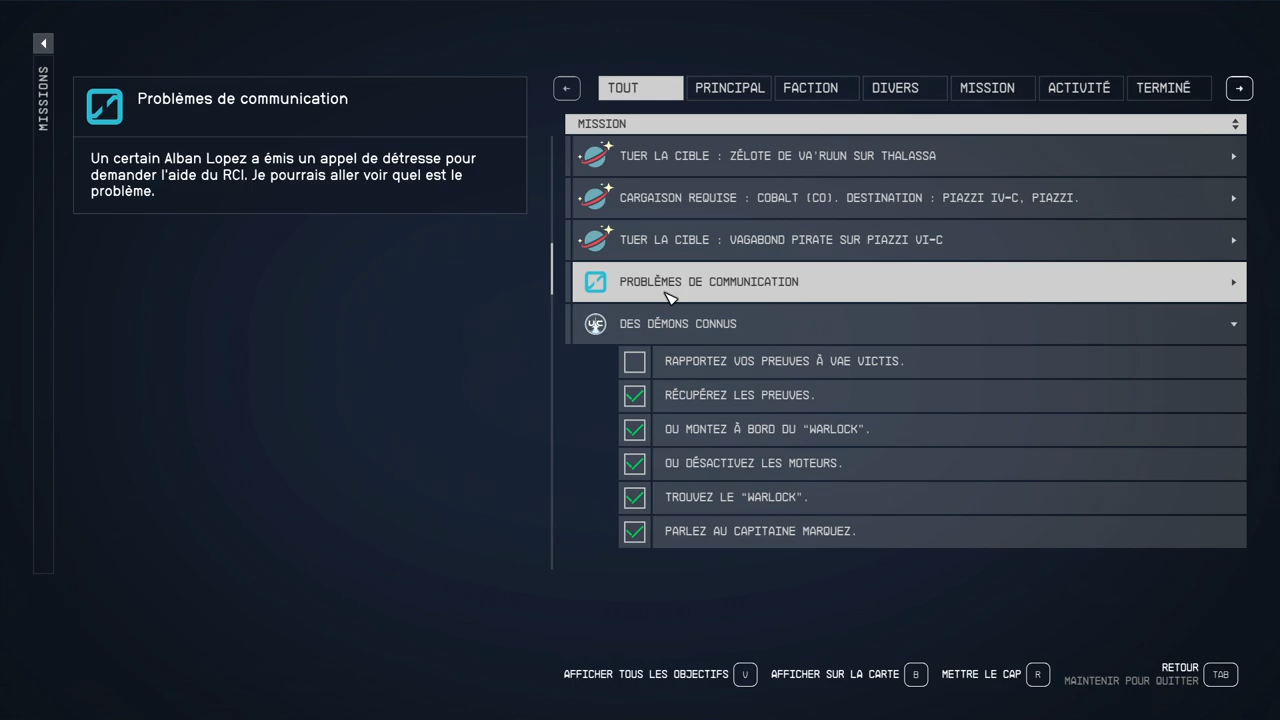 MISSIONS
Problèmes de communication
Un certain Alban Lopez a émis un appel de détresse pour
demander l'aide du RCI. Je pourrais aller voir quel est le
problème.
TOUT
PRINCIPAL
FACTION
DIVERS
MISSION
ACTIVITÉ
TERMINÉ
MISSION
TUER LA CIBLE : ZÉLOTE DE VA'RUUN SUR THALASSA
CARGAISON REQUISE : COBALT (CO). DESTINATION : PIAZZI IV-C, PIAZZI.
TUER LA CIBLE : VAGABOND PIRATE SUR PIAZZI VI-C
PROBLÈMES DE COMMUNICATION
UC
DES DÉMONS CONNUS
RAPPORTEZ VOS PREUVES À VAE VICTIS.
RÉCUPÉREZ LES PREUVES.
OU MONTEZ À BORD DU "WARLOCK".
OU DÉSACTIVEZ LES MOTEURS.
TROUVEZ LE "WARLOCK".
PARLEZ AU CAPITAINE MARQUEZ.
AFFICHER TOUS LES OBJECTIFS V
AFFICHER SUR LA CARTE B
METTRE LE CAP R
RETOUR
MAINTENIR POUR QUITTER
TAB